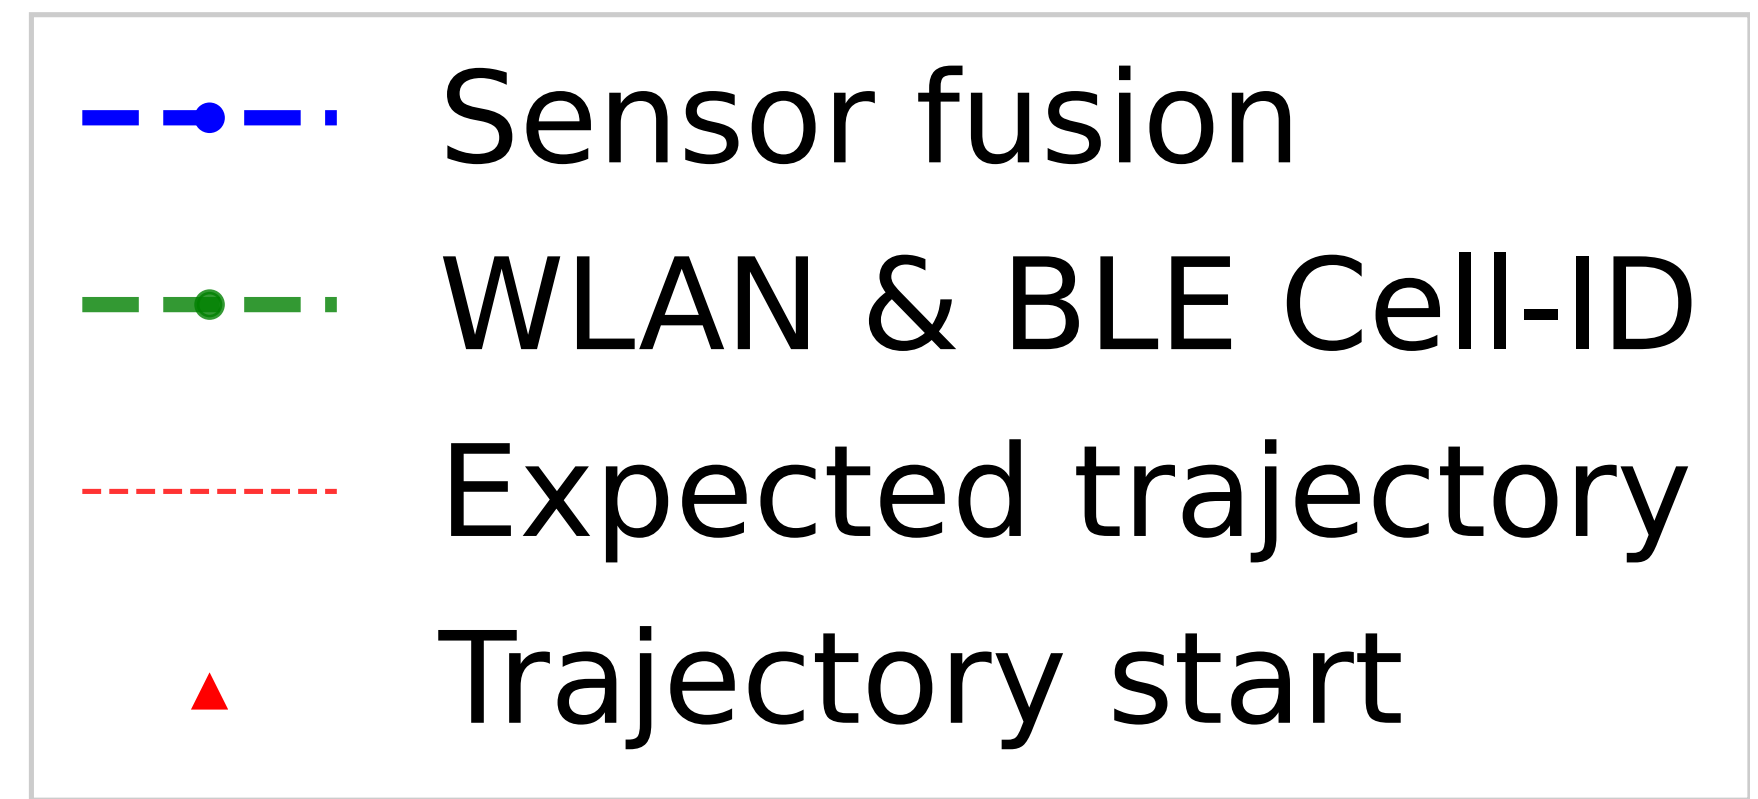 Sensor fusion
WLAN & BLE Cell-ID
Expected trajectory
Trajectory start